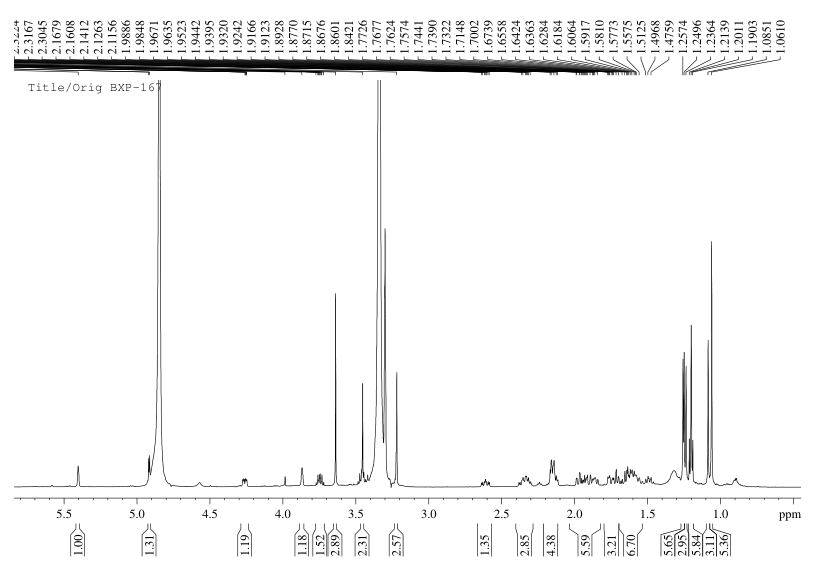 2.3224 2.3167 2.3045 2.1679 2.1608 2.1412 2.1263 2.1156 1.9886 1.9848 1.9671 1.9635 1.9523 1.9442 1.9395 1.9320 1.9242 1.9166 1.9123 1.8928 1.8770 1.8715 1.8676 1.8601 1.8421 1.7726 1.7677 1.7624 1.7574 1.7441 1.7390 1.7322 1.7148 1.7002 1.6739 1.6558 1.6424 1.6363 1.6284 1.6184 1.6064 1.5917 1.5810 1.5773 1.5575 1.5125 1.4968 1.4759 1.2574 1.2496 1.2364 1.2139 1.2011 1.1903 1.0851 1.0610
Title/Orig BXP-167
5.5 5.0 4.5 4.0 3.5 3.0 2.5 2.0 1.5 1.0 ppm
1.00 1.31 1.19 1.18 1.52 2.89 2.31 2.57 1.35 2.85 4.38 5.59 3.21 6.70 5.65 2.95 5.84 3.11 5.36